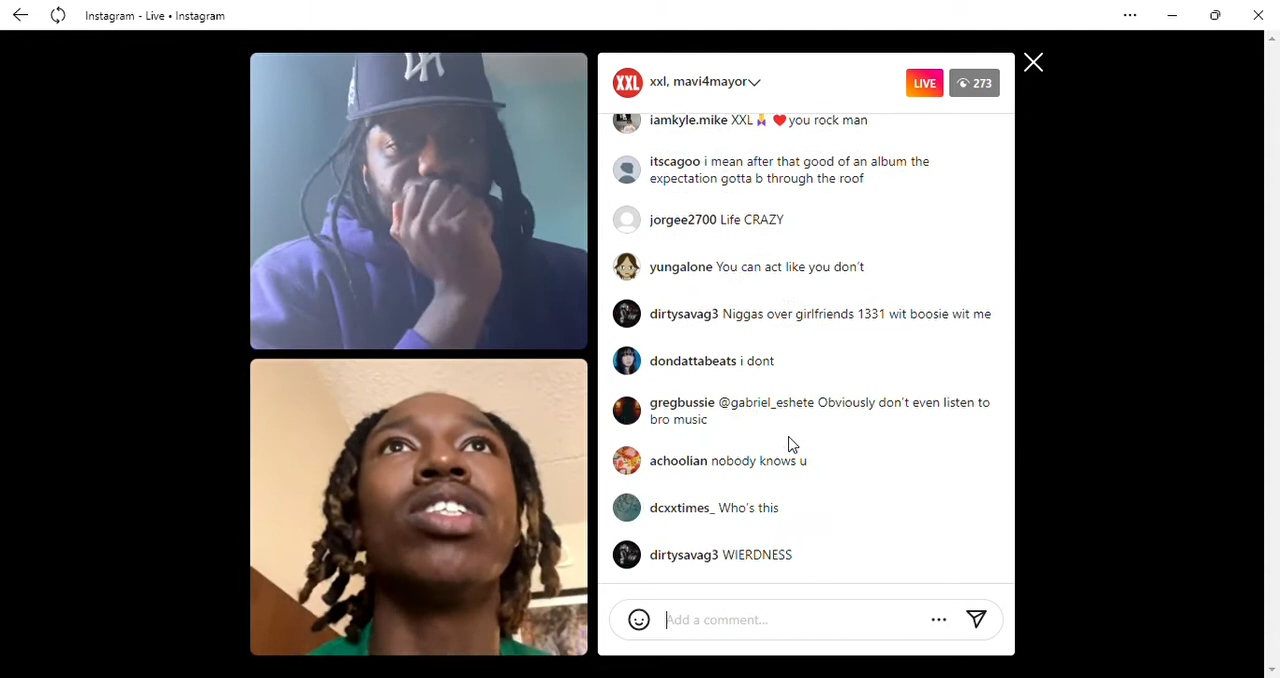 Instagram - Live • Instagram
NY
XXL xxl, mavi4mayor
LIVE 273
iamkyle.mike XXL 🧜‍♀️ ❤️ you rock man
itscagoo i mean after that good of an album the
expectation gotta b through the roof
jorgee2700 Life CRAZY
yungalone You can act like you don't
dirtysavag3 Niggas over girlfriends 1331 wit boosie wit me
dondattabeats i dont
gregbussie @gabriel_eshete Obviously don't even listen to
bro music
achoolian nobody knows u
dcxxtimes_ Who's this
dirtysavag3 WIERDNESS
Add a comment...